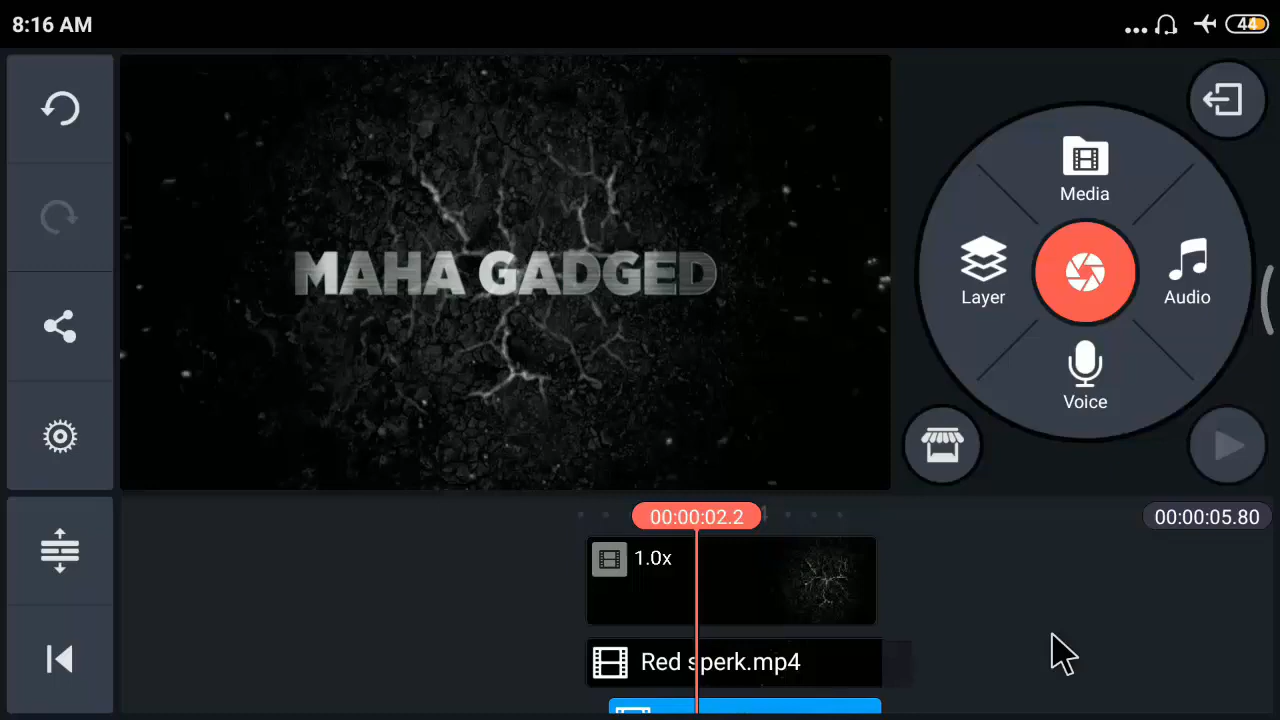 8:16 AM
44
MAHA GADGED
Media
Layer
Audio
Voice
00:00:02.2
00:00:05.80
1.0x
Red sperk.mp4